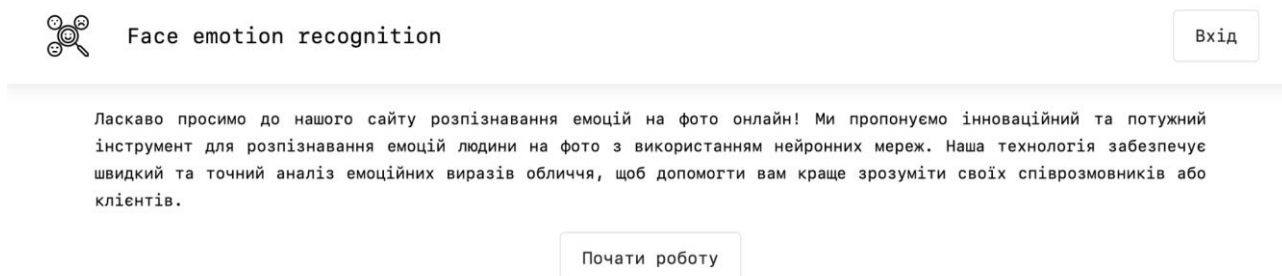 Face emotion recognition
Вхід
Ласкаво просимо до нашого сайту розпізнавання емоцій на фото онлайн! Ми пропонуємо інноваційний та потужний
інструмент для розпізнавання емоцій людини на фото з використанням нейронних мереж. Наша технологія забезпечує
швидкий та точний аналіз емоційних виразів обличчя, щоб допомогти вам краще зрозуміти своїх співрозмовників або
клієнтів.
Почати роботу